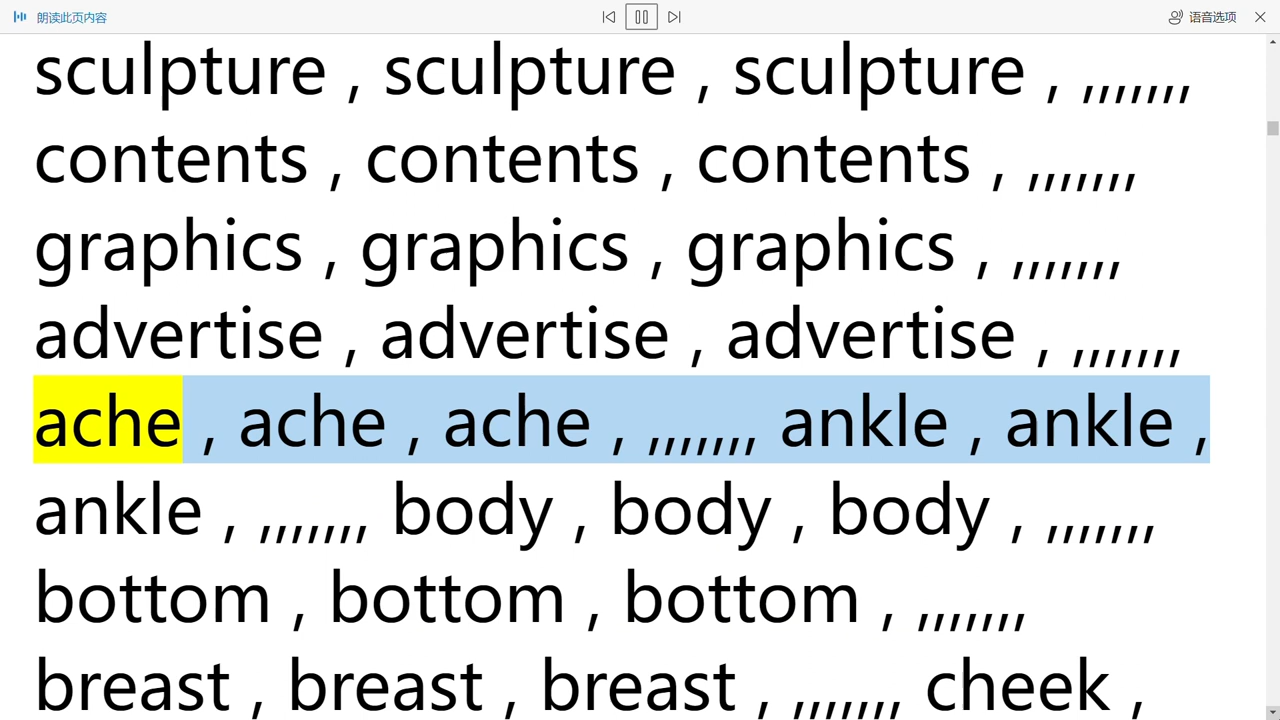 朗读此页内容 语音选项
sculpture , sculpture , sculpture , ,,,,,,,
contents , contents , contents , ,,,,,,,
graphics , graphics , graphics , ,,,,,,,
advertise , advertise , advertise , ,,,,,,,
ache , ache , ache , ,,,,,,, ankle , ankle ,
ankle , ,,,,,,, body , body , body , ,,,,,,,
bottom , bottom , bottom , ,,,,,,,
breast , breast , breast , ,,,,,,, cheek ,